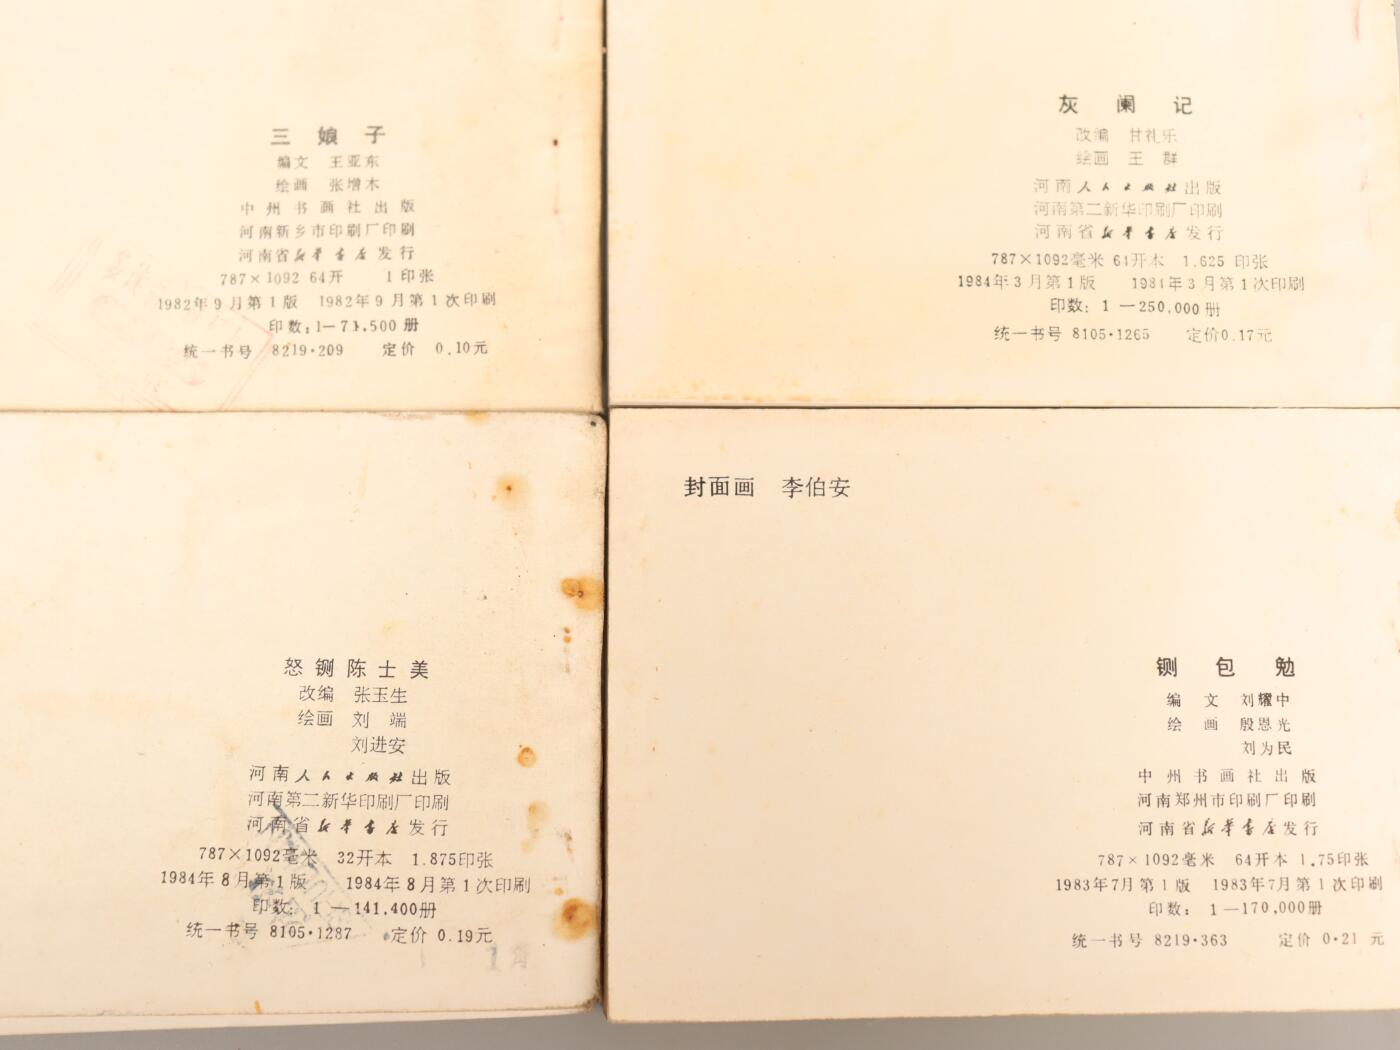 三 娘 子
编文 王亚东
绘画 张增木
中州书画社出版
河南新乡市印刷厂印刷
河南省新华书店发行
787×1092 64开 1印张
1982年9月第1版 1982年9月第1次印刷
印数:1—71,500册
统一书号 8219·209 定价 0.10元
灰 阑 记
改编 甘礼乐
绘画 王 群
河南人民出版社出版
河南第二新华印刷厂印刷
河南省新华书店发行
787×1092毫米 64开本 1.625 印张
1984年3月第1版 1984年3月第1次印刷
印数: 1—250,000册
统一书号 8105·1265 定价0.17元
怒铡陈士美
改编 张玉生
绘画 刘 端
刘进安
河南人民出版社出版
河南第二新华印刷厂印刷
河南省新华书店发行
787×1092毫米 32开本 1.875印张
1984年8月第1版 1984年8月第1次印刷
印数: 1—141,400册
统一书号 8105·1287 定价 0.19元
1角
封面画 李伯安
铡 包 勉
编 文 刘耀中
绘 画 殷恩光
刘为民
中州书画社出版
河南郑州市印刷厂印刷
河南省新华书店发行
787×1092毫米 64开本 1.75印张
1983年7月第1版 1983年7月第1次印刷
印数: 1—170,000册
统一书号 8219·363 定价 0·21 元